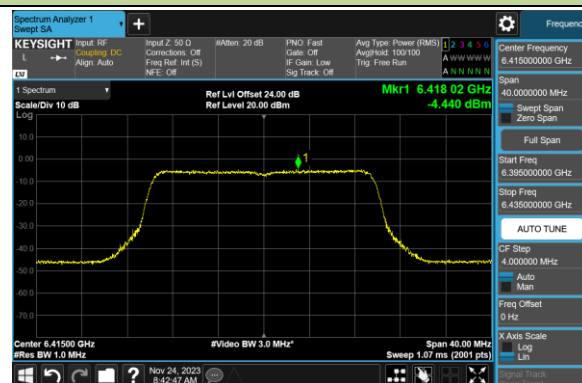 Spectrum Analyzer 1
Swept SA
+
Frequency
KEYSIGHT
L
LXI
Input: RF
Coupling: DC
Align: Auto
Input Z: 50 Ω
Corrections: Off
Freq Ref: Int (S)
NFE: Off
#Atten: 20 dB
PNO: Fast
Gate: Off
IF Gain: Low
Sig Track: Off
Avg Type: Power (RMS)
Avg|Hold: 100/100
Trig: Free Run
1 2 3 4 5 6
A W W W W W
A N N N N N
Center Frequency
6.415000000 GHz
Span
40.0000000 MHz
Swept Span
Zero Span
Full Span
Start Freq
6.395000000 GHz
Stop Freq
6.435000000 GHz
AUTO TUNE
CF Step
4.000000 MHz
Auto
Man
Freq Offset
0 Hz
X Axis Scale
Log
Lin
Signal Track
1 Spectrum
Scale/Div 10 dB
Log
Ref Lvl Offset 24.00 dB
Ref Level 20.00 dBm
Mkr1 6.418 02 GHz
-4.440 dBm
10.0
0.00
-10.0
-20.0
-30.0
-40.0
-50.0
-60.0
-70.0
1
Center 6.41500 GHz
#Res BW 1.0 MHz
#Video BW 3.0 MHz*
Span 40.00 MHz
Sweep 1.07 ms (2001 pts)
?
Nov 24, 2023
8:42:47 AM